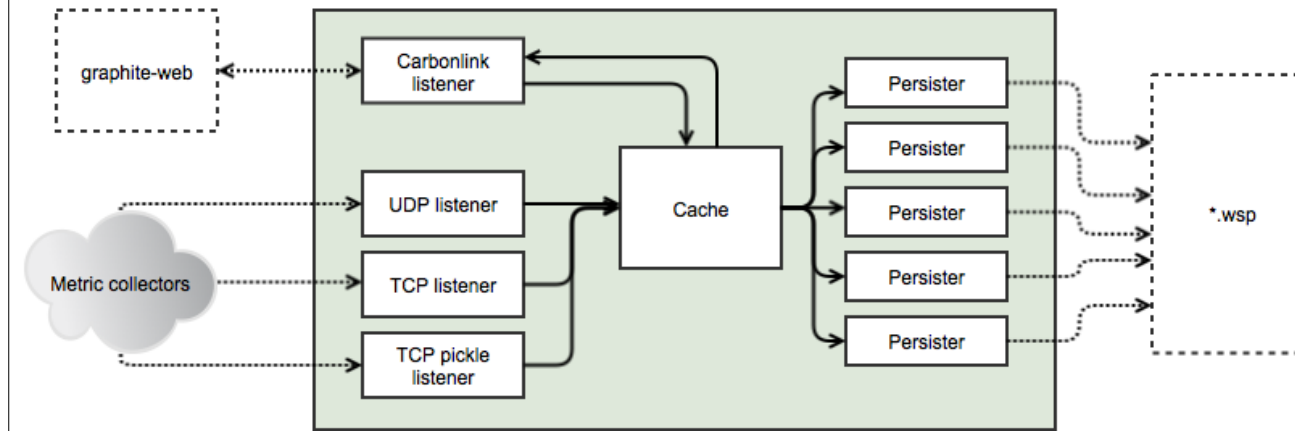 graphite-web
Carbonlink
listener
UDP listener
Metric collectors
TCP listener
TCP pickle
listener
Cache
Persister
Persister
Persister
Persister
Persister
*.wsp